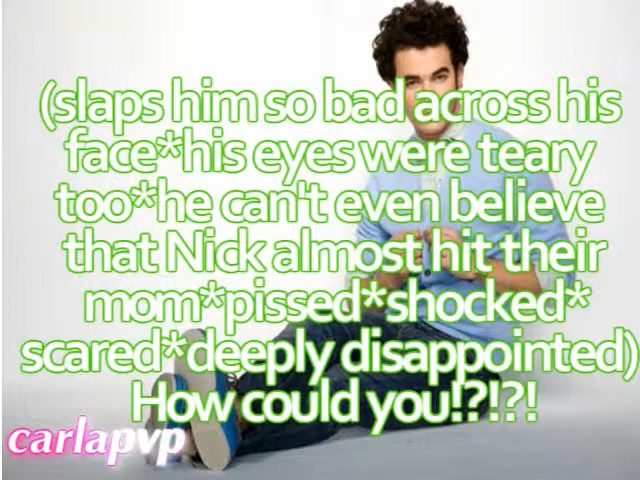 (slaps him so bad across his
face*his eyes were teary
too*he can't even believe
that Nick almost hit their
mom*pissed*shocked*
scared*deeply disappointed)
How could you!?!?!
carlapvp